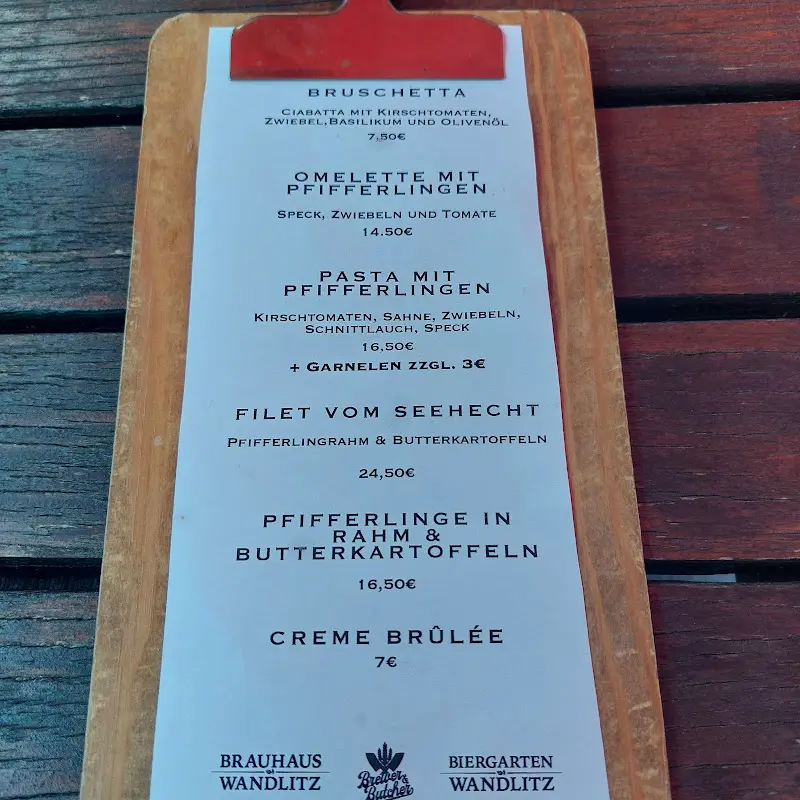 BRUSCHETTA
CIABATTA MIT KIRSCHTOMATEN,
ZWIEBEL,BASILIKUM UND OLIVENÖL
7,50€
OMELETTE MIT
PFIFFERLINGEN
SPECK, ZWIEBELN UND TOMATE
14.50€
PASTA MIT
PFIFFERLINGEN
KIRSCHTOMATEN, SAHNE, ZWIEBELN,
SCHNITTLAUCH, SPECK
16,50€
+ GARNELEN ZZGL. 3€
FILET VOM SEEHECHT
PFIFFERLINGRAHM & BUTTERKARTOFFELN
24,50€
PFIFFERLINGE IN
RAHM &
BUTTERKARTOFFELN
16,50€
CREME BRÛLÉE
7€
BRAUHAUS
WANDLITZ
Brewer &
Butcher
BIERGARTEN
WANDLITZ